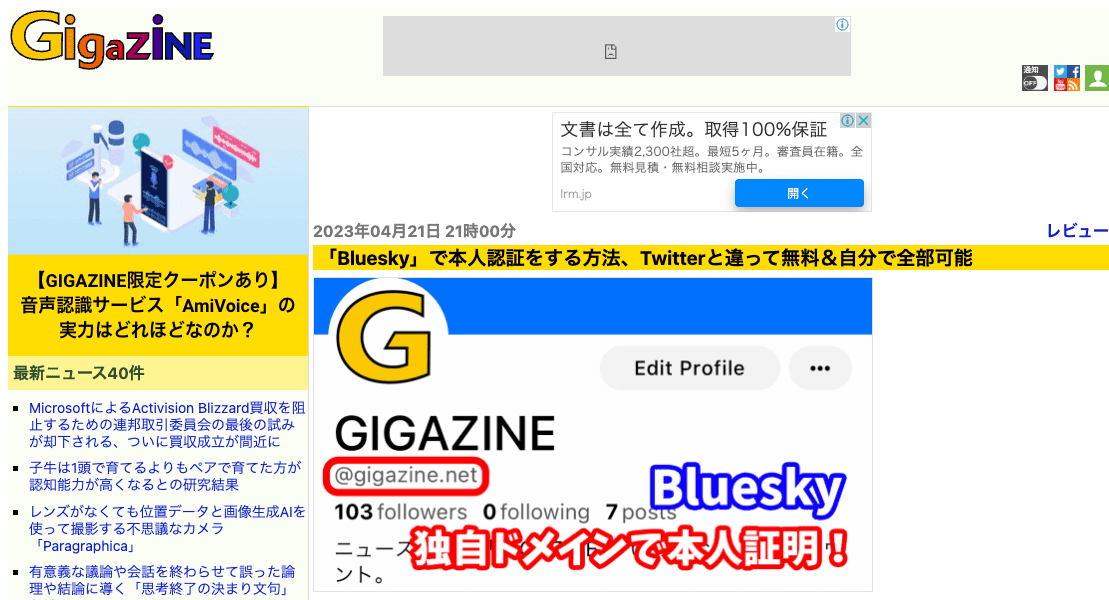 GigaZiNE
通知
OFF
文書は全て作成。取得100%保証
コンサル実績2,300社超。最短5ヶ月。審査員在籍。全
国対応。無料見積・無料相談実施中。
lrm.jp
開く
2023年04月21日 21時00分
レビュー
「Bluesky」で本人認証をする方法、Twitterと違って無料＆自分で全部可能
【GIGAZINE限定クーポンあり】
音声認識サービス「AmiVoice」の
実力はどれほどなのか？
最新ニュース40件
MicrosoftによるActivision Blizzard買収を阻
止するための連邦取引委員会の最後の試み
が却下される、ついに買収成立が間近に
子牛は1頭で育てるよりもペアで育てた方が
認知能力が高くなるとの研究結果
レンズがなくても位置データと画像生成AIを
使って撮影する不思議なカメラ
「Paragraphica」
有意義な議論や会話を終わらせて誤った論
理や結論に導く「思考終了の決まり文句」
G
Edit Profile
GIGAZINE
@gigazine.net
103 followers 0 following 7 posts
Bluesky
独自ドメインで本人証明！
ニュース
ント。